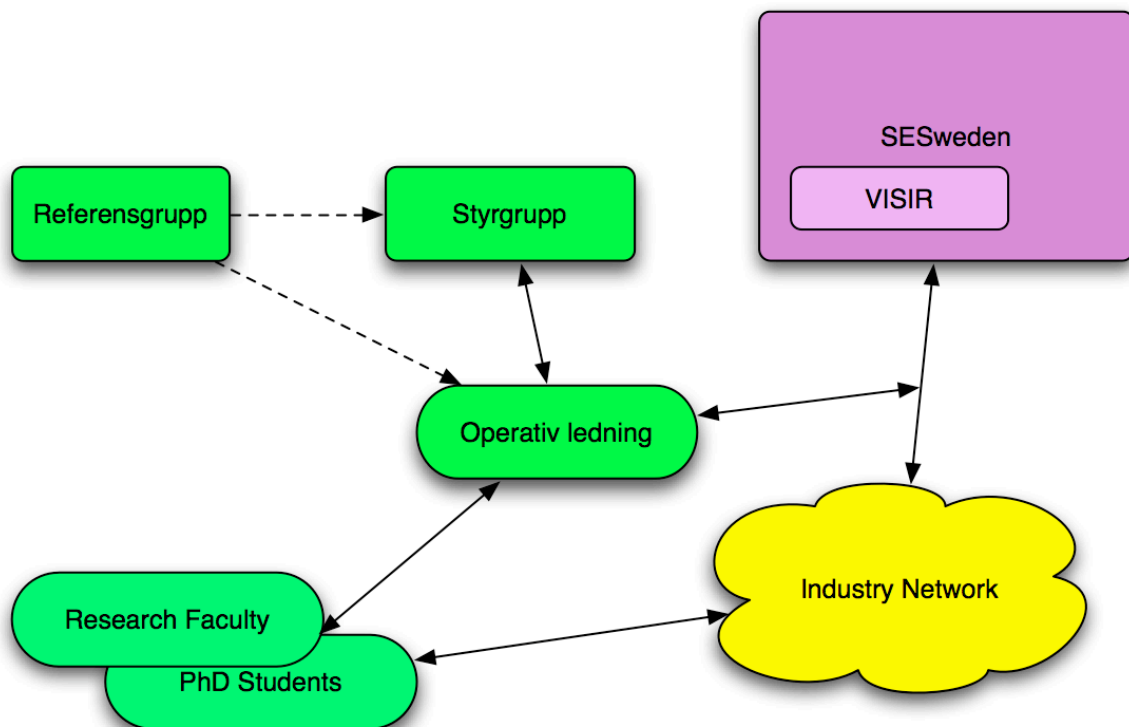 SESweden
VISIR
Referensgrupp
Styrgrupp
Operativ ledning
Industry Network
Research Faculty
PhD Students